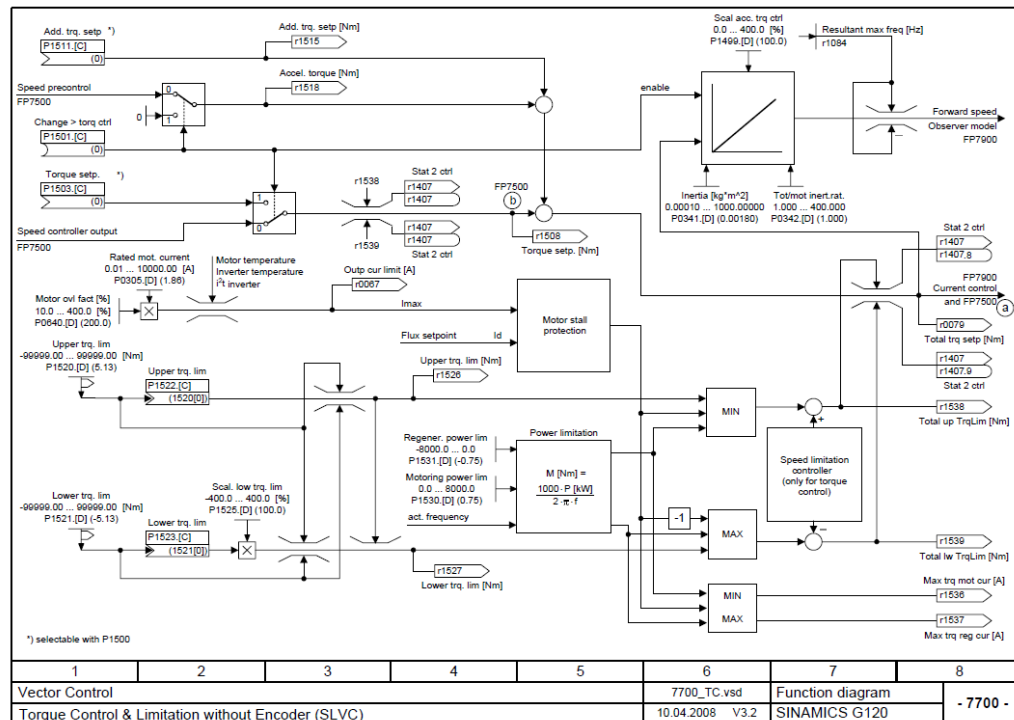 Add. trq. setp *)
P1511.[C]
(0)
Add. trq. setp [Nm]
r1515
Accel. torque [Nm]
r1518
Speed precontrol
FP7500
0
1
0
Change > torq ctrl
P1501.[C]
(0)
Torque setp. *)
P1503.[C]
(0)
1
0
Speed controller output
FP7500
r1538
r1539
Stat 2 ctrl
r1407
r1407
r1407
r1407
Stat 2 ctrl
FP7500
b
r1508
Torque setp. [Nm]
Scal acc. trq ctrl
0.0 ... 400.0 [%]
P1499.[D] (100.0)
Resultant max freq [Hz]
r1084
enable
Forward speed
Observer model
FP7900
Inertia [kg*m^2]
0.00010 ... 1000.00000
P0341.[D] (0.00180)
Tot/mot inert.rat.
1.000 ... 400.000
P0342.[D] (1.000)
Stat 2 ctrl
r1407
r1407.8
FP7900
Current control
and FP7500
a
r0079
Total trq setp [Nm]
r1407
r1407.9
Stat 2 ctrl
Rated mot. current
0.01 ... 10000.00 [A]
P0305.[D] (1.86)
Motor temperature
Inverter temperature
i²t inverter
Motor ovl fact [%]
10.0 ... 400.0 [%]
P0640.[D] (200.0)
Outp cur limit [A]
r0067
Imax
Flux setpoint
Id
Motor stall
protection
Upper trq. lim
-99999.00 ... 99999.00 [Nm]
P1520.[D] (5.13)
Upper trq. lim
P1522.[C]
(1520[0])
Upper trq. lim [Nm]
r1526
MIN
+
r1538
Total up TrqLim [Nm]
Regener. power lim
-8000.0 ... 0.0
P1531.[D] (-0.75)
Motoring power lim
0.0 ... 8000.0
P1530.[D] (0.75)
act. frequency
Power limitation
M [Nm] =
1000·P [kW]
2·π·f
Speed limitation
controller
(only for torque
control)
Lower trq. lim
-99999.00 ... 99999.00 [Nm]
P1521.[D] (-5.13)
Lower trq. lim
P1523.[C]
(1521[0])
Scal. low trq. lim
-400.0 ... 400.0 [%]
P1525.[D] (100.0)
r1527
Lower trq. lim [Nm]
-1
MAX
r1539
Total lw TrqLim [Nm]
MIN
MAX
Max trq mot cur [A]
r1536
r1537
Max trq reg cur [A]
*) selectable with P1500
1 2 3 4 5 6 7 8
Vector Control
7700_TC.vsd
Function diagram
- 7700 -
Torque Control & Limitation without Encoder (SLVC)
10.04.2008 V3.2
SINAMICS G120